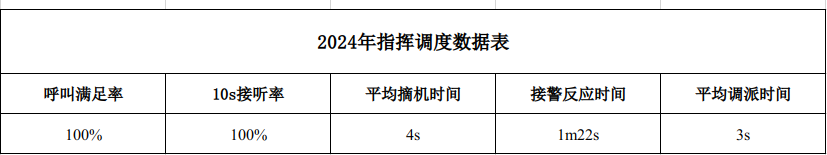 2024年指挥调度数据表
呼叫满足率 10s接听率 平均摘机时间 接警反应时间 平均调派时间
100% 100% 4s 1m22s 3s